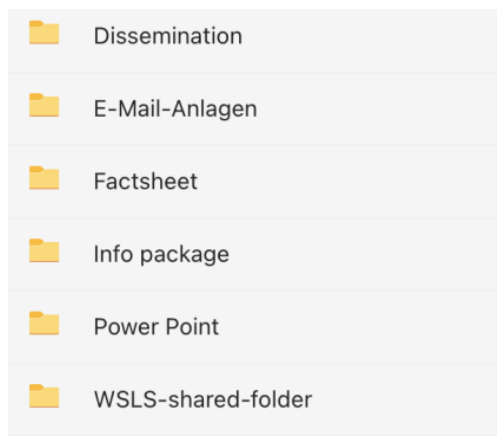 Dissemination
E-Mail-Anlagen
Factsheet
Info package
Power Point
WSLS-shared-folder